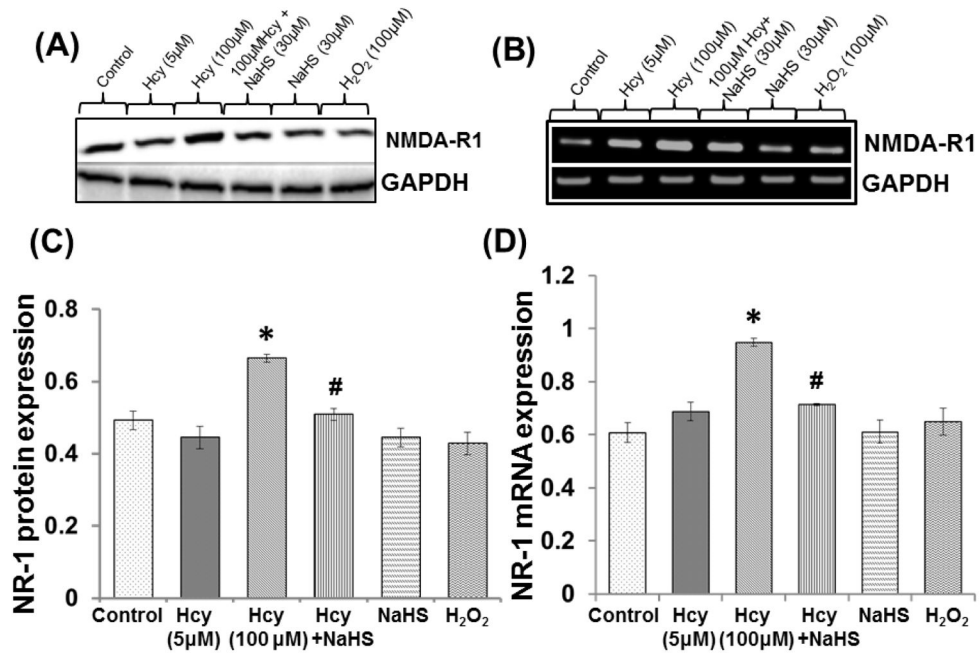 (A)
Control
Hcy (5µM)
Hcy (100µM)
100µMHcy +
NaHS (30µM)
NaHS (30µM)
H₂O₂ (100µM)
NMDA-R1
GAPDH
(B)
Control
Hcy (5µM)
Hcy (100µM)
100µM Hcy+
NaHS (30µM)
NaHS (30µM)
H₂O₂ (100µM)
NMDA-R1
GAPDH
(C)
NR-1 protein expression
0.8
0.6
0.4
0.2
0
*
#
Control Hcy Hcy Hcy NaHS H₂O₂
(5µM) (100 µM) +NaHS
(D)
NR-1 mRNA expression
1.2
1
0.8
0.6
0.4
0.2
0
*
#
Control Hcy Hcy Hcy NaHS H₂O₂
(5µM) (100µM) +NaHS